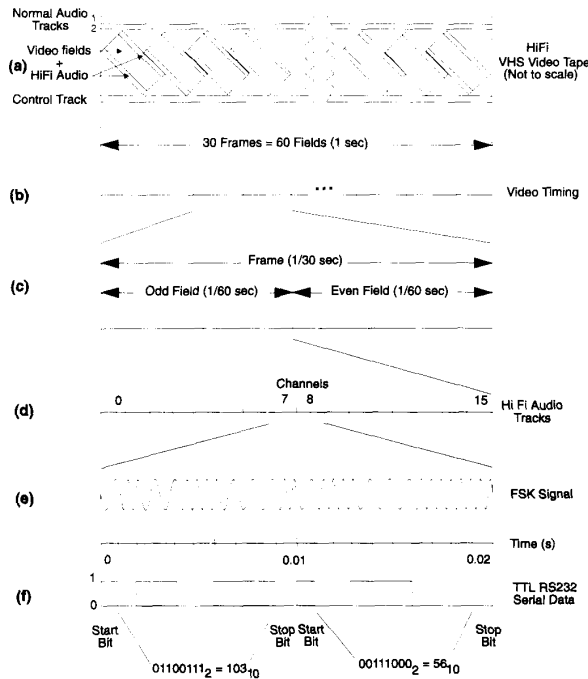 Normal Audio Tracks 1 2
Video fields + HiFi Audio
(a)
Control Track
HiFi VHS Video Tape (Not to scale)
30 Frames = 60 Fields (1 sec)
(b)
...
Video Timing
Frame (1/30 sec)
(c)
Odd Field (1/60 sec) Even Field (1/60 sec)
Channels
0 7 8 15
(d)
Hi Fi Audio Tracks
(e)
FSK Signal
Time (s)
0 0.01 0.02
(f)
1
0
TTL RS232 Serial Data
Start Bit Stop Bit Start Bit Stop Bit
01100111₂ = 103₁₀ 00111000₂ = 56₁₀